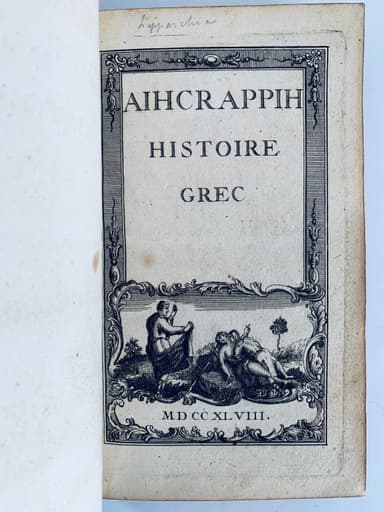 hipparchia
AIHCRAPPIH
HISTOIRE
GREC
MDCCXLVIII.